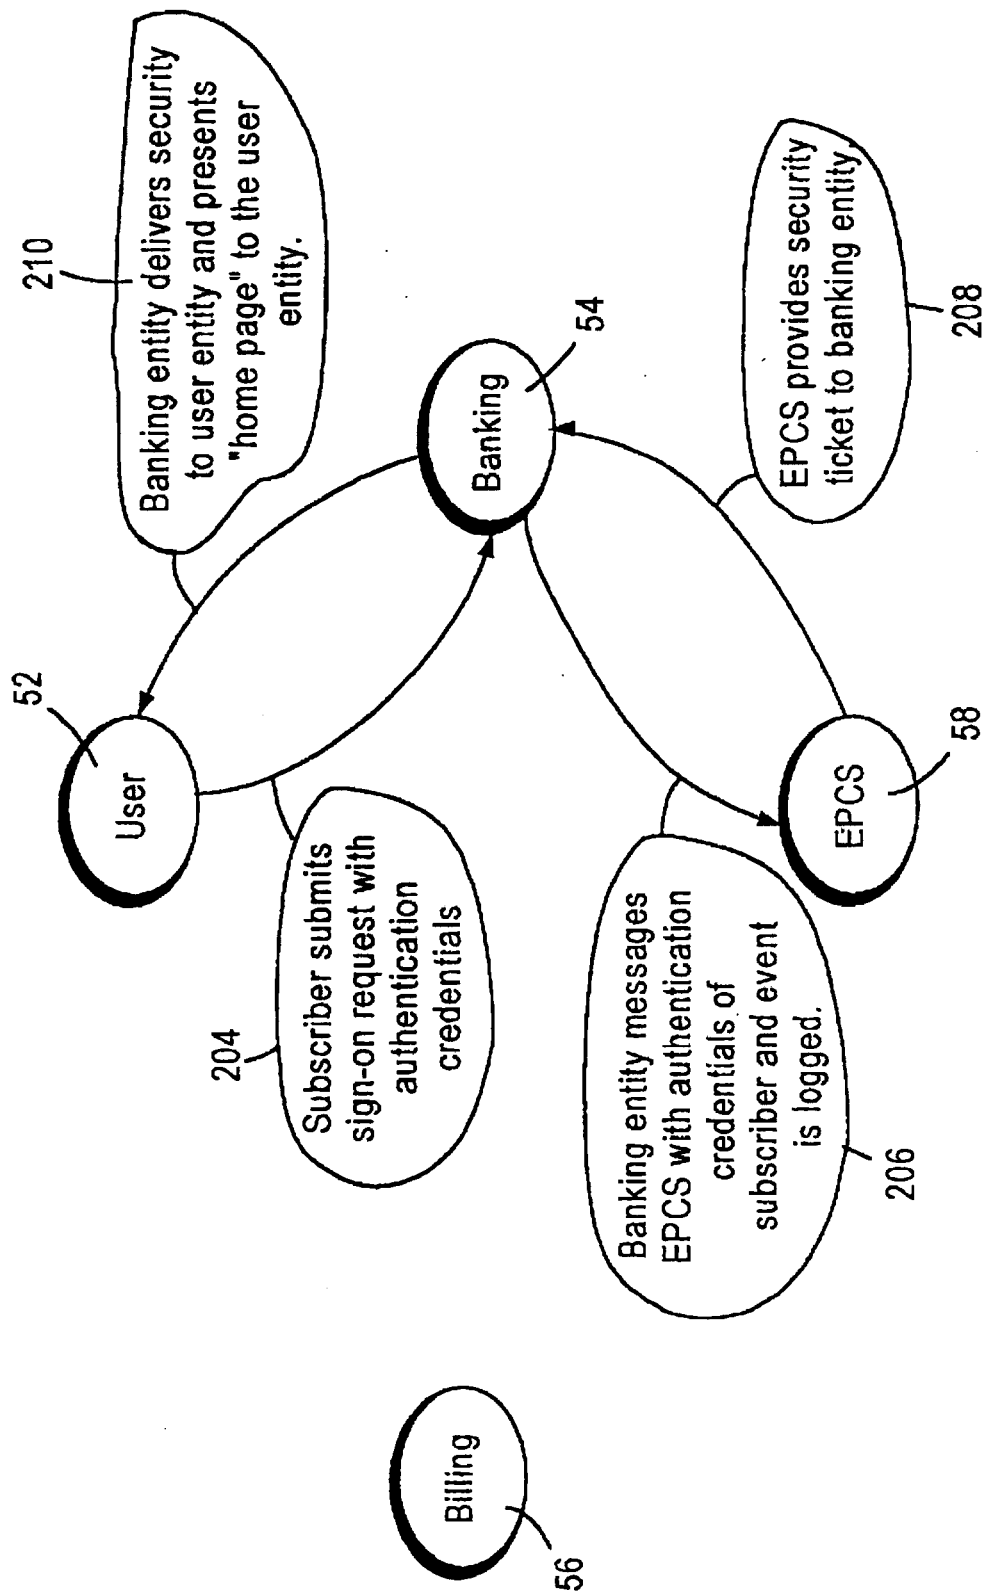 210
Banking entity delivers security
to user entity and presents
"home page" to the user
entity.
52
User
Banking
54
204
Subscriber submits
sign-on request with
authentication
credentials
Banking entity messages
EPCS with authentication
credentials of
subscriber and event
is logged.
206
EPCS
58
EPCS provides security
ticket to banking entity.
208
Billing
56